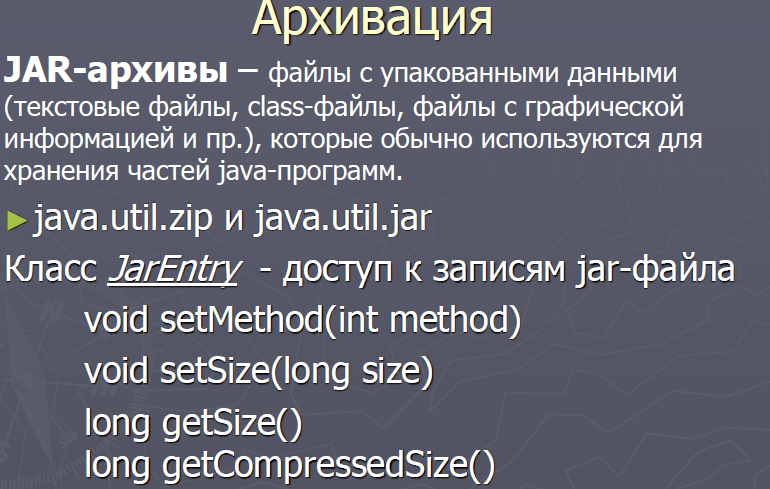 Архивация
JAR-архивы – файлы с упакованными данными
(текстовые файлы, class-файлы, файлы с графической
информацией и пр.), которые обычно используются для
хранения частей java-программ.
►java.util.zip и java.util.jar
Класс JarEntry - доступ к записям jar-файла
void setMethod(int method)
void setSize(long size)
long getSize()
long getCompressedSize()